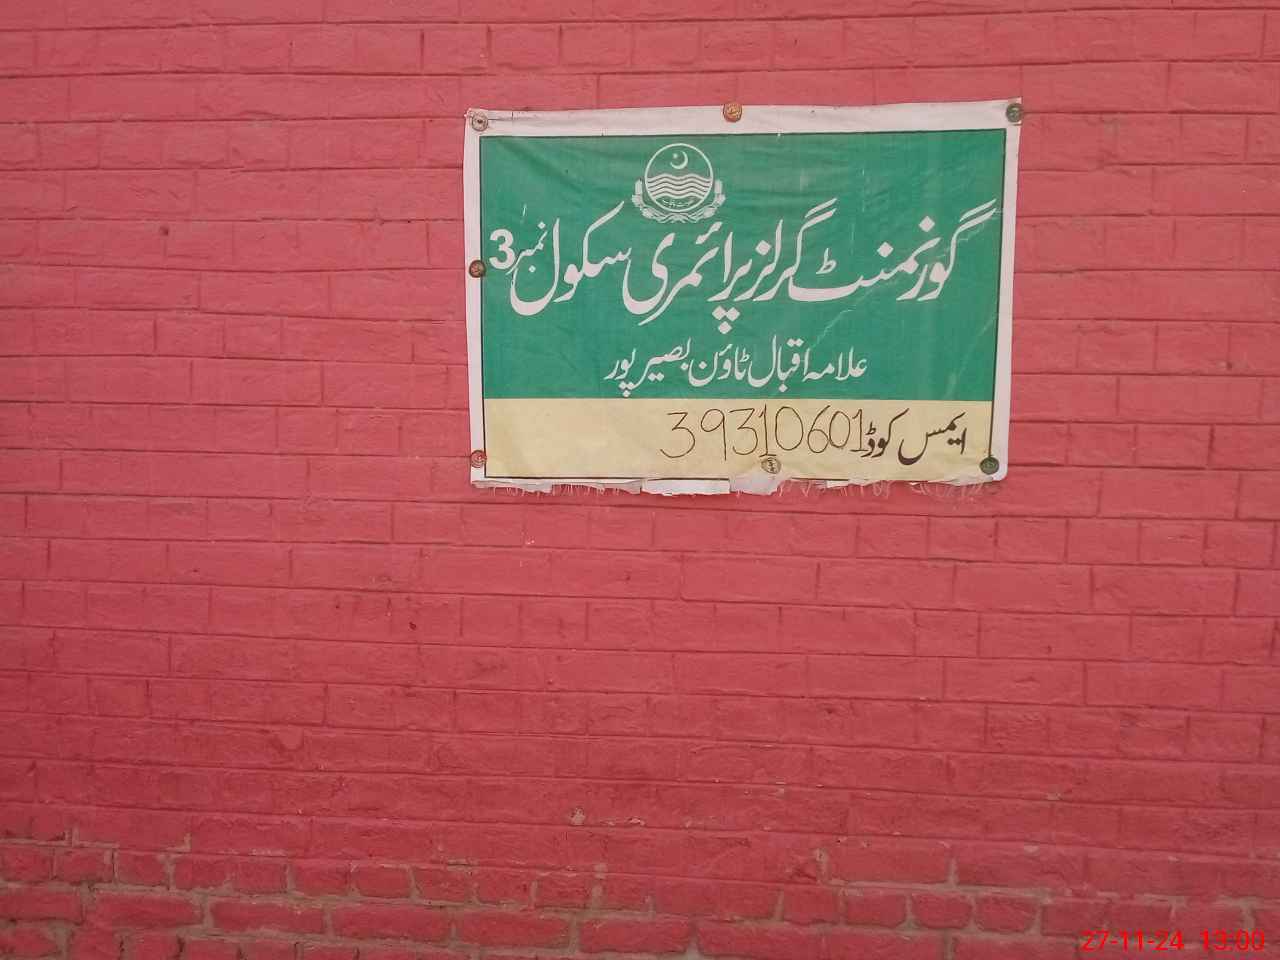 گورنمنٹ گرلز پرائمری سکول نمبر 3
علامہ اقبال ٹاؤن بصیرپور
ایمس کوڈ 39310601
27-11-24 13:00